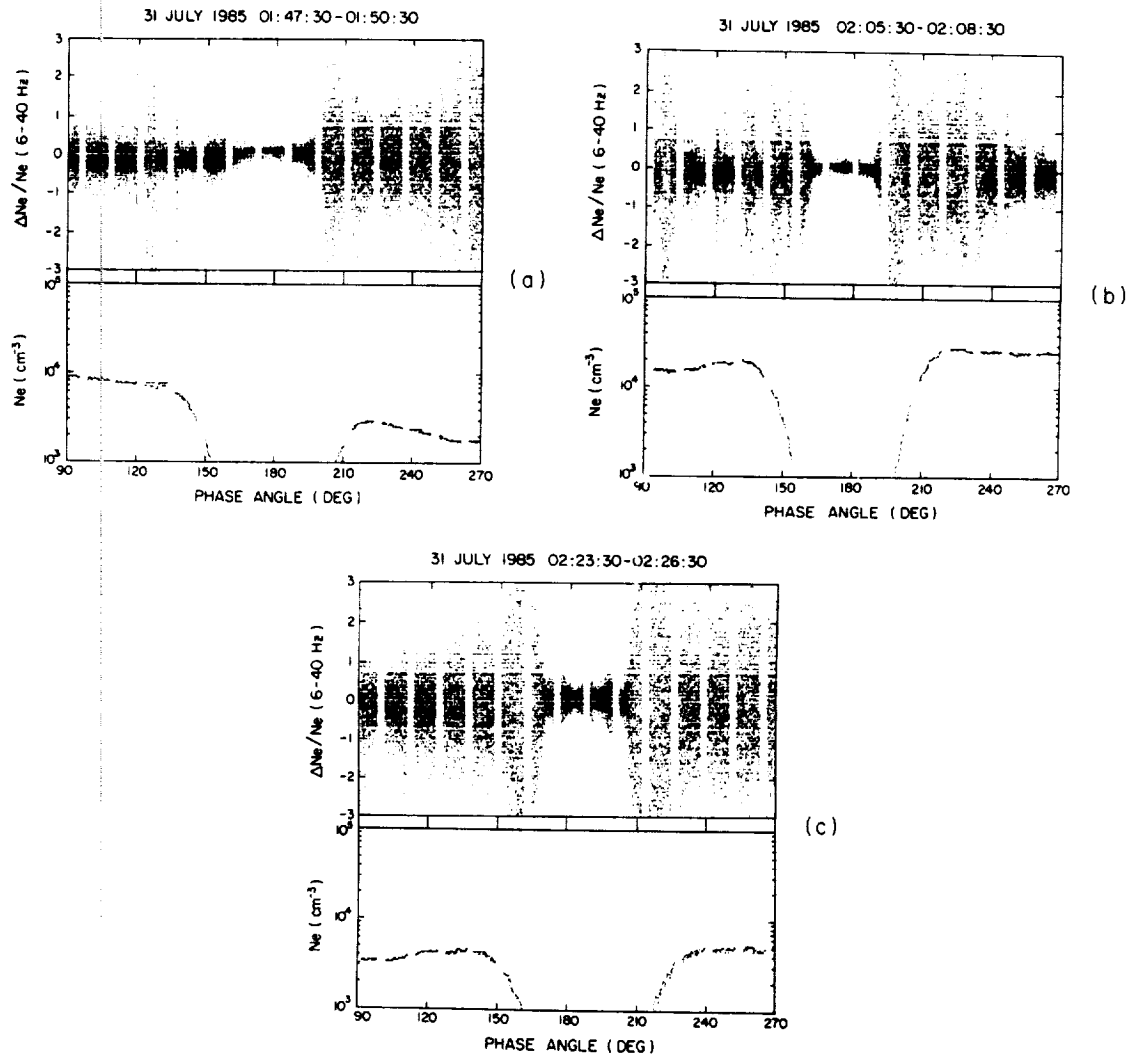 31 JULY 1985 01:47:30-01:50:30
ΔNe/Ne (6-40 Hz)
3
2
1
0
-1
-2
-3
Ne (cm⁻³)
10⁵
10⁴
10³
90 120 150 180 210 240 270
PHASE ANGLE (DEG)
(a)
31 JULY 1985 02:05:30-02:08:30
ΔNe/Ne (6-40 Hz)
3
2
1
0
-1
-2
-3
Ne (cm⁻³)
10⁵
10⁴
10³
90 120 150 180 210 240 270
PHASE ANGLE (DEG)
(b)
31 JULY 1985 02:23:30-02:26:30
ΔNe/Ne (6-40 Hz)
3
2
1
0
-1
-2
-3
Ne (cm⁻³)
10⁵
10⁴
10³
90 120 150 180 210 240 270
PHASE ANGLE (DEG)
(c)